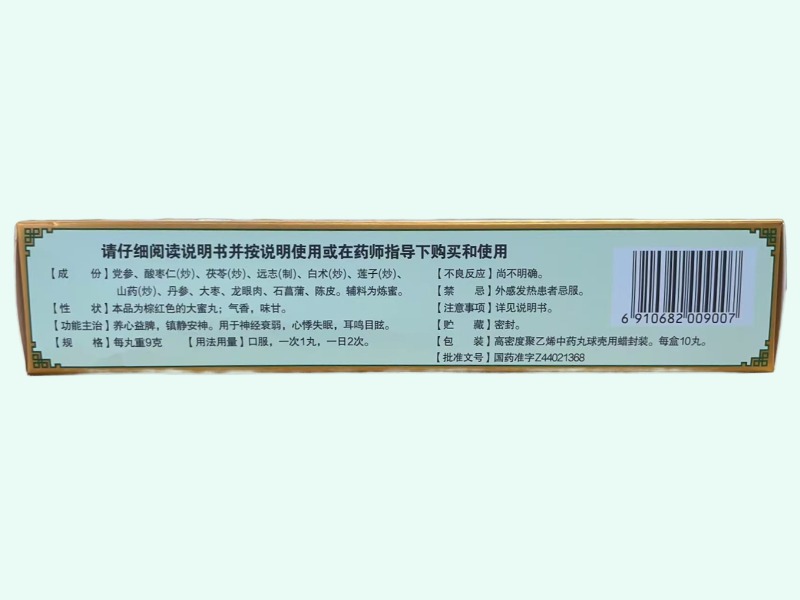 请仔细阅读说明书并按说明使用或在药师指导下购买和使用
【成 份】党参、酸枣仁(炒)、茯苓(炒)、远志(制)、白术(炒)、莲子(炒)、
山药(炒)、丹参、大枣、龙眼肉、石菖蒲、陈皮。辅料为炼蜜。
【性 状】本品为棕红色的大蜜丸；气香，味甘。
【功能主治】养心益脾，镇静安神。用于神经衰弱，心悸失眠，耳鸣目眩。
【规 格】每丸重9克 【用法用量】口服，一次1丸，一日2次。
【不良反应】尚不明确。
【禁 忌】外感发热患者忌服。
【注意事项】详见说明书。
【贮 藏】密封。
【包 装】高密度聚乙烯中药丸球壳用蜡封装。每盒10丸。
【批准文号】国药准字Z44021368
6 910682 009007